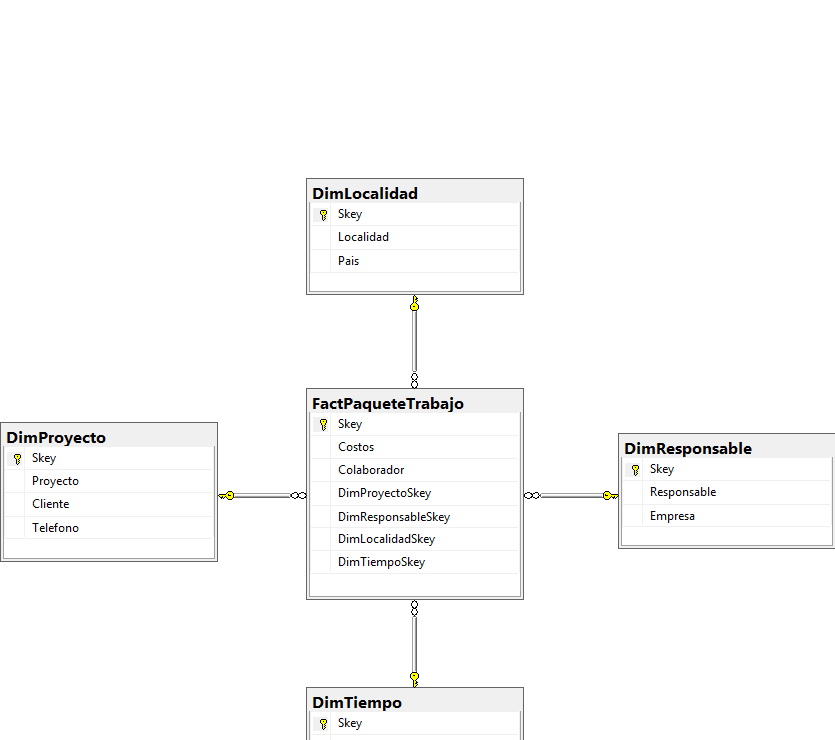 DimLocalidad
Skey
Localidad
Pais
FactPaqueteTrabajo
Skey
Costos
Colaborador
DimProyectoSkey
DimResponsableSkey
DimLocalidadSkey
DimTiempoSkey
DimProyecto
Skey
Proyecto
Cliente
Telefono
DimResponsable
Skey
Responsable
Empresa
DimTiempo
Skey